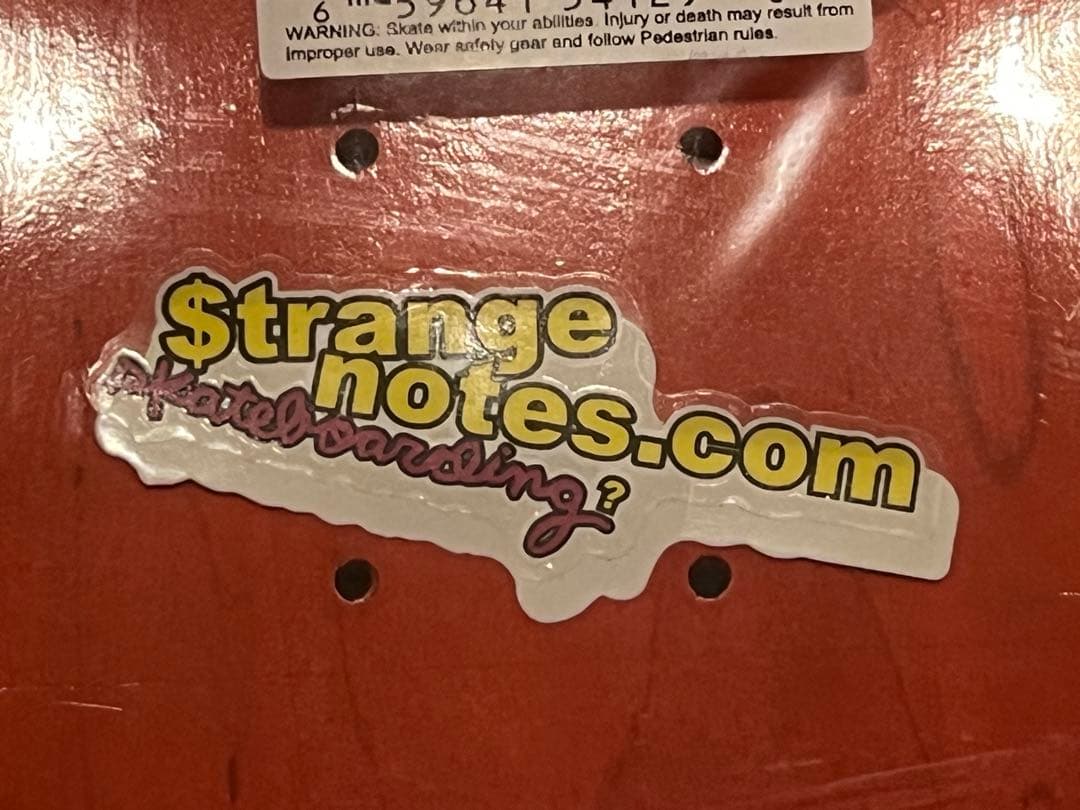 WARNING: Skate within your abilities. Injury or death may result from
improper use. Wear safety gear and follow Pedestrian rules.
$trange
notes.com
skateboarding?